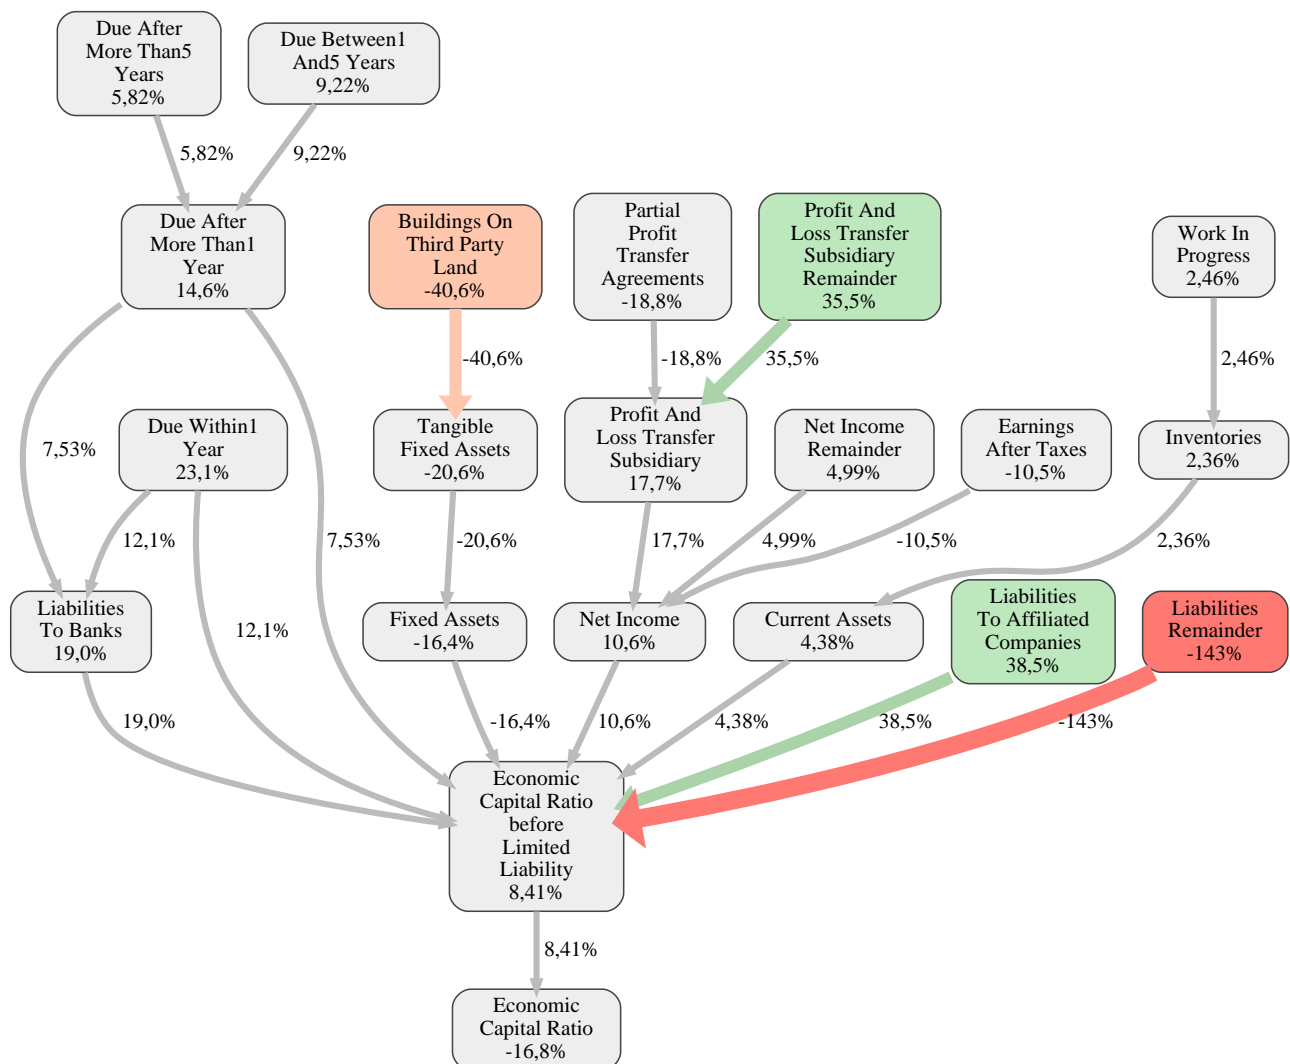 Due After
More Than5
Years
5,82%
Due Between1
And5 Years
9,22%
5,82%
9,22%
Due After
More Than1
Year
14,6%
Buildings On
Third Party
Land
-40,6%
Partial
Profit
Transfer
Agreements
-18,8%
Profit And
Loss Transfer
Subsidiary
Remainder
35,5%
Work In
Progress
2,46%
-40,6%
-18,8%
35,5%
2,46%
7,53%
Due Within1
Year
23,1%
Tangible
Fixed Assets
-20,6%
Profit And
Loss Transfer
Subsidiary
17,7%
Net Income
Remainder
4,99%
Earnings
After Taxes
-10,5%
Inventories
2,36%
12,1%
7,53%
-20,6%
17,7%
4,99%
-10,5%
2,36%
Liabilities
To Banks
19,0%
12,1%
Fixed Assets
-16,4%
Net Income
10,6%
Current Assets
4,38%
Liabilities
To Affiliated
Companies
38,5%
Liabilities
Remainder
-143%
19,0%
-16,4%
10,6%
4,38%
38,5%
-143%
Economic
Capital Ratio
before
Limited
Liability
8,41%
8,41%
Economic
Capital Ratio
-16,8%